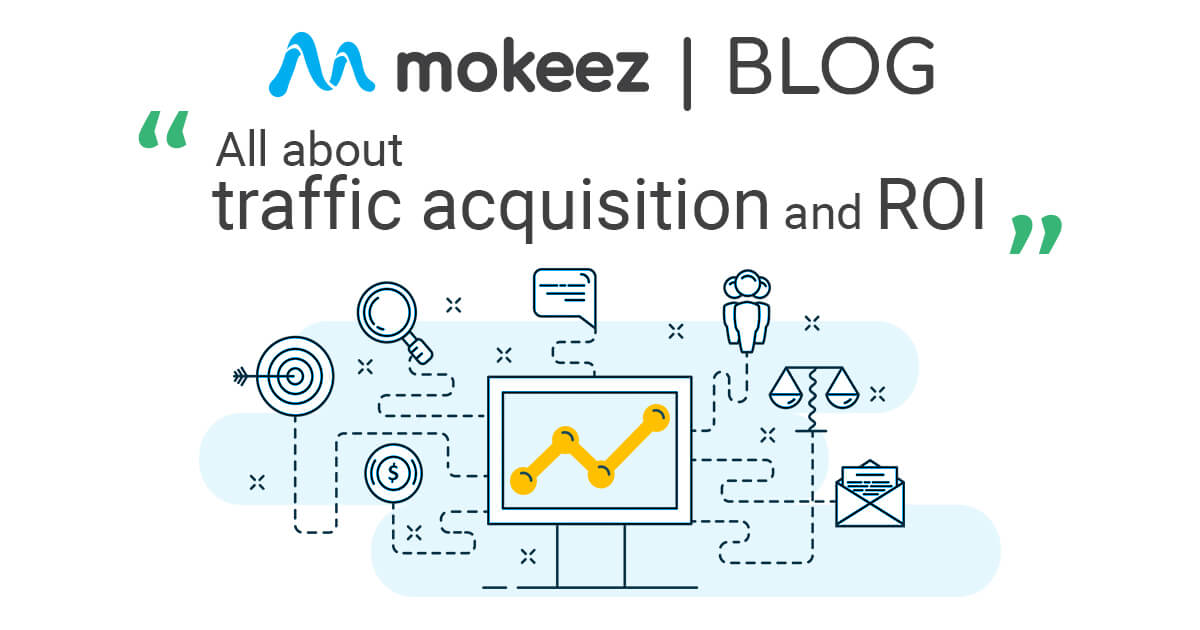 mokeez | BLOG
“ All about
traffic acquisition and ROI ”
$